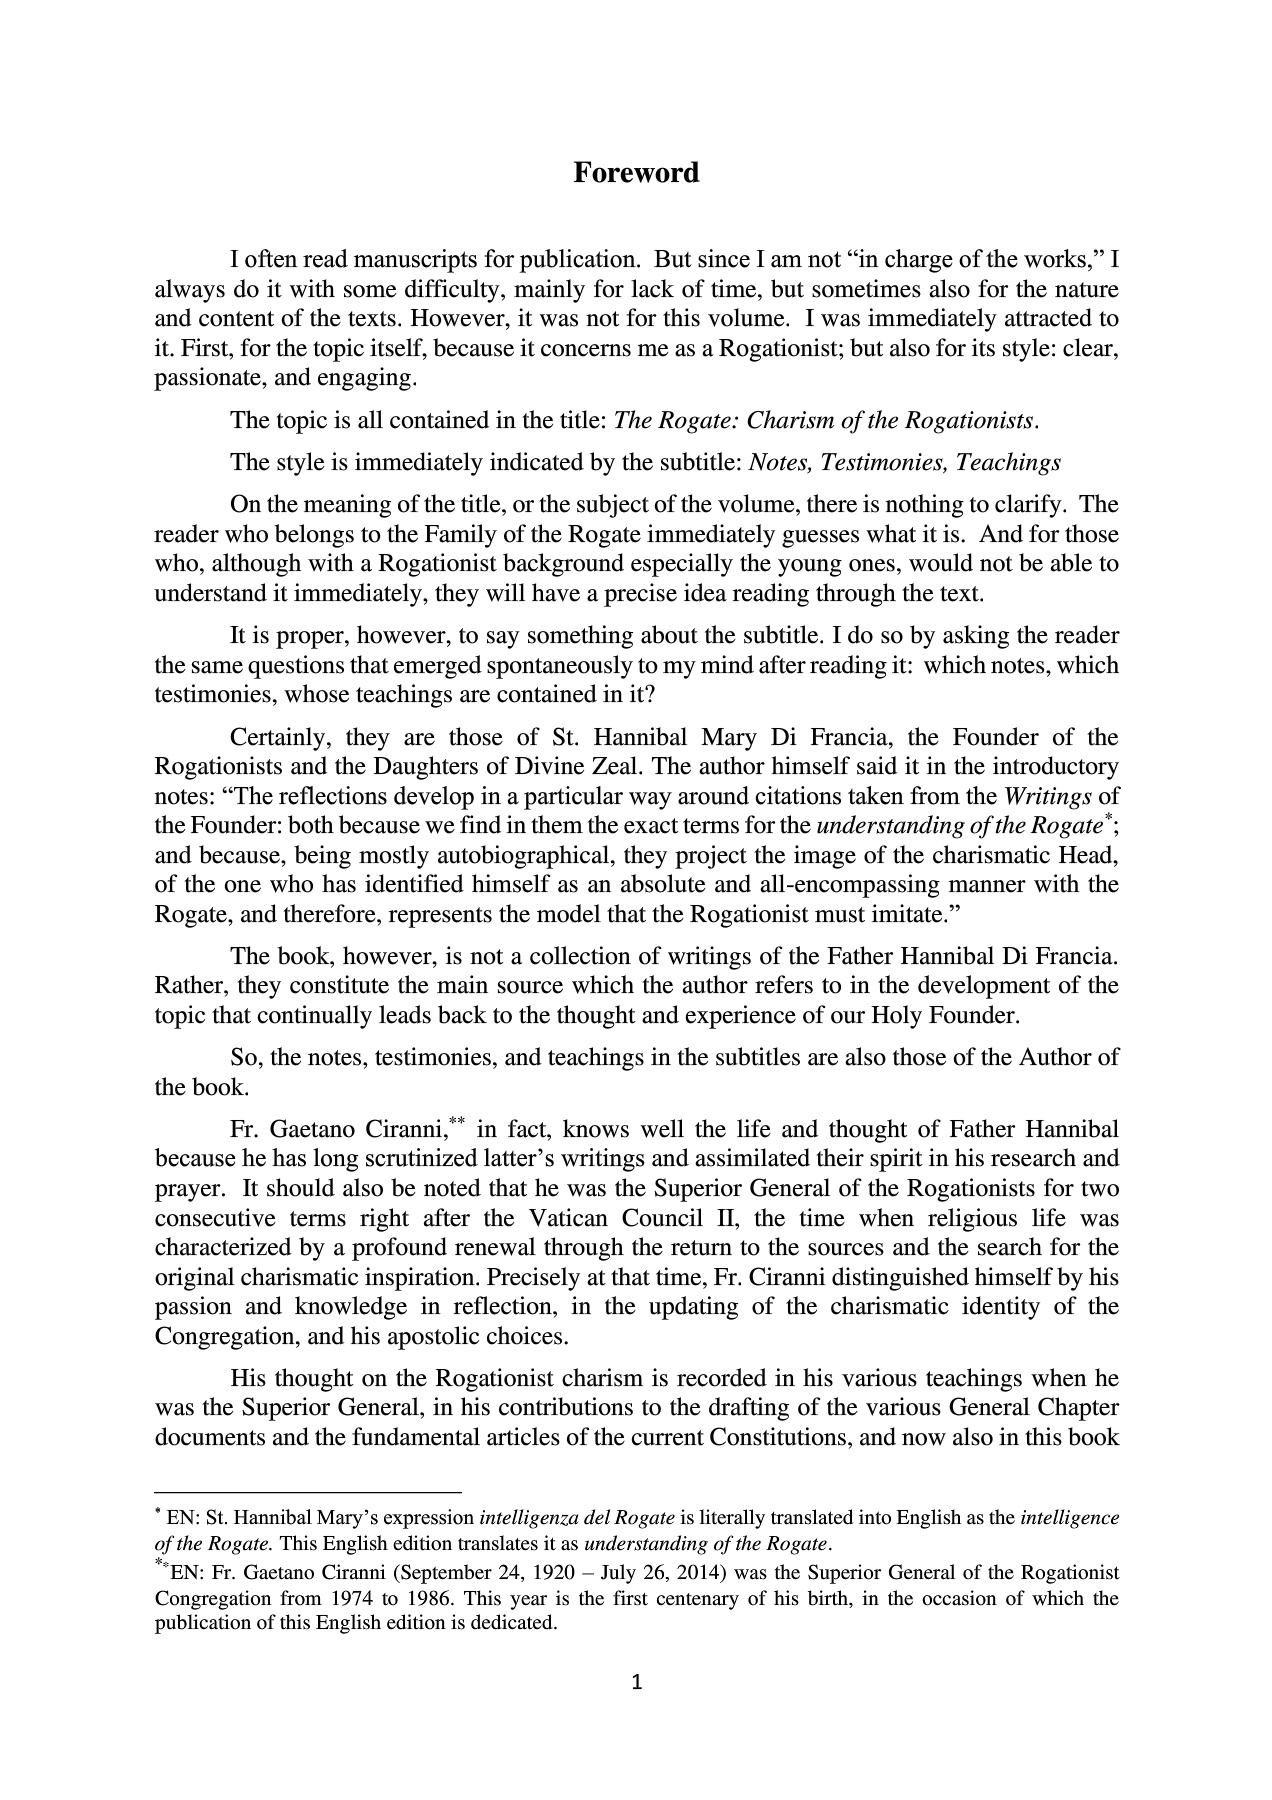 Foreword
I often read manuscripts for publication.  But since I am not “in charge of the works,” I
always do it with some difficulty, mainly for lack of time, but sometimes also for the nature
and content of the texts. However, it was not for this volume.  I was immediately attracted to
it. First, for the topic itself, because it concerns me as a Rogationist; but also for its style: clear,
passionate, and engaging.
The topic is all contained in the title: The Rogate: Charism of the Rogationists.
The style is immediately indicated by the subtitle: Notes, Testimonies, Teachings
On the meaning of the title, or the subject of the volume, there is nothing to clarify.  The
reader who belongs to the Family of the Rogate immediately guesses what it is.  And for those
who, although with a Rogationist background especially the young ones, would not be able to
understand it immediately, they will have a precise idea reading through the text.
It is proper, however, to say something about the subtitle. I do so by asking the reader
the same questions that emerged spontaneously to my mind after reading it:  which notes, which
testimonies, whose teachings are contained in it?
Certainly, they are those of St. Hannibal Mary Di Francia, the Founder of the
Rogationists and the Daughters of Divine Zeal. The author himself said it in the introductory
notes: “The reflections develop in a particular way around citations taken from the Writings of
the Founder: both because we find in them the exact terms for the understanding of the Rogate*;
and because, being mostly autobiographical, they project the image of the charismatic Head,
of the one who has identified himself as an absolute and all-encompassing manner with the
Rogate, and therefore, represents the model that the Rogationist must imitate.”
The book, however, is not a collection of writings of the Father Hannibal Di Francia.
Rather, they constitute the main source which the author refers to in the development of the
topic that continually leads back to the thought and experience of our Holy Founder.
So, the notes, testimonies, and teachings in the subtitles are also those of the Author of
the book.
Fr. Gaetano Ciranni,** in fact, knows well the life and thought of Father Hannibal
because he has long scrutinized latter’s writings and assimilated their spirit in his research and
prayer.  It should also be noted that he was the Superior General of the Rogationists for two
consecutive terms right after the Vatican Council II, the time when religious life was
characterized by a profound renewal through the return to the sources and the search for the
original charismatic inspiration. Precisely at that time, Fr. Ciranni distinguished himself by his
passion and knowledge in reflection, in the updating of the charismatic identity of the
Congregation, and his apostolic choices.
His thought on the Rogationist charism is recorded in his various teachings when he
was the Superior General, in his contributions to the drafting of the various General Chapter
documents and the fundamental articles of the current Constitutions, and now also in this book
* EN: St. Hannibal Mary’s expression intelligenza del Rogate is literally translated into English as the intelligence
of the Rogate. This English edition translates it as understanding of the Rogate.
**EN: Fr. Gaetano Ciranni (September 24, 1920 – July 26, 2014) was the Superior General of the Rogationist
Congregation from 1974 to 1986. This year is the first centenary of his birth, in the occasion of which the
publication of this English edition is dedicated.
1